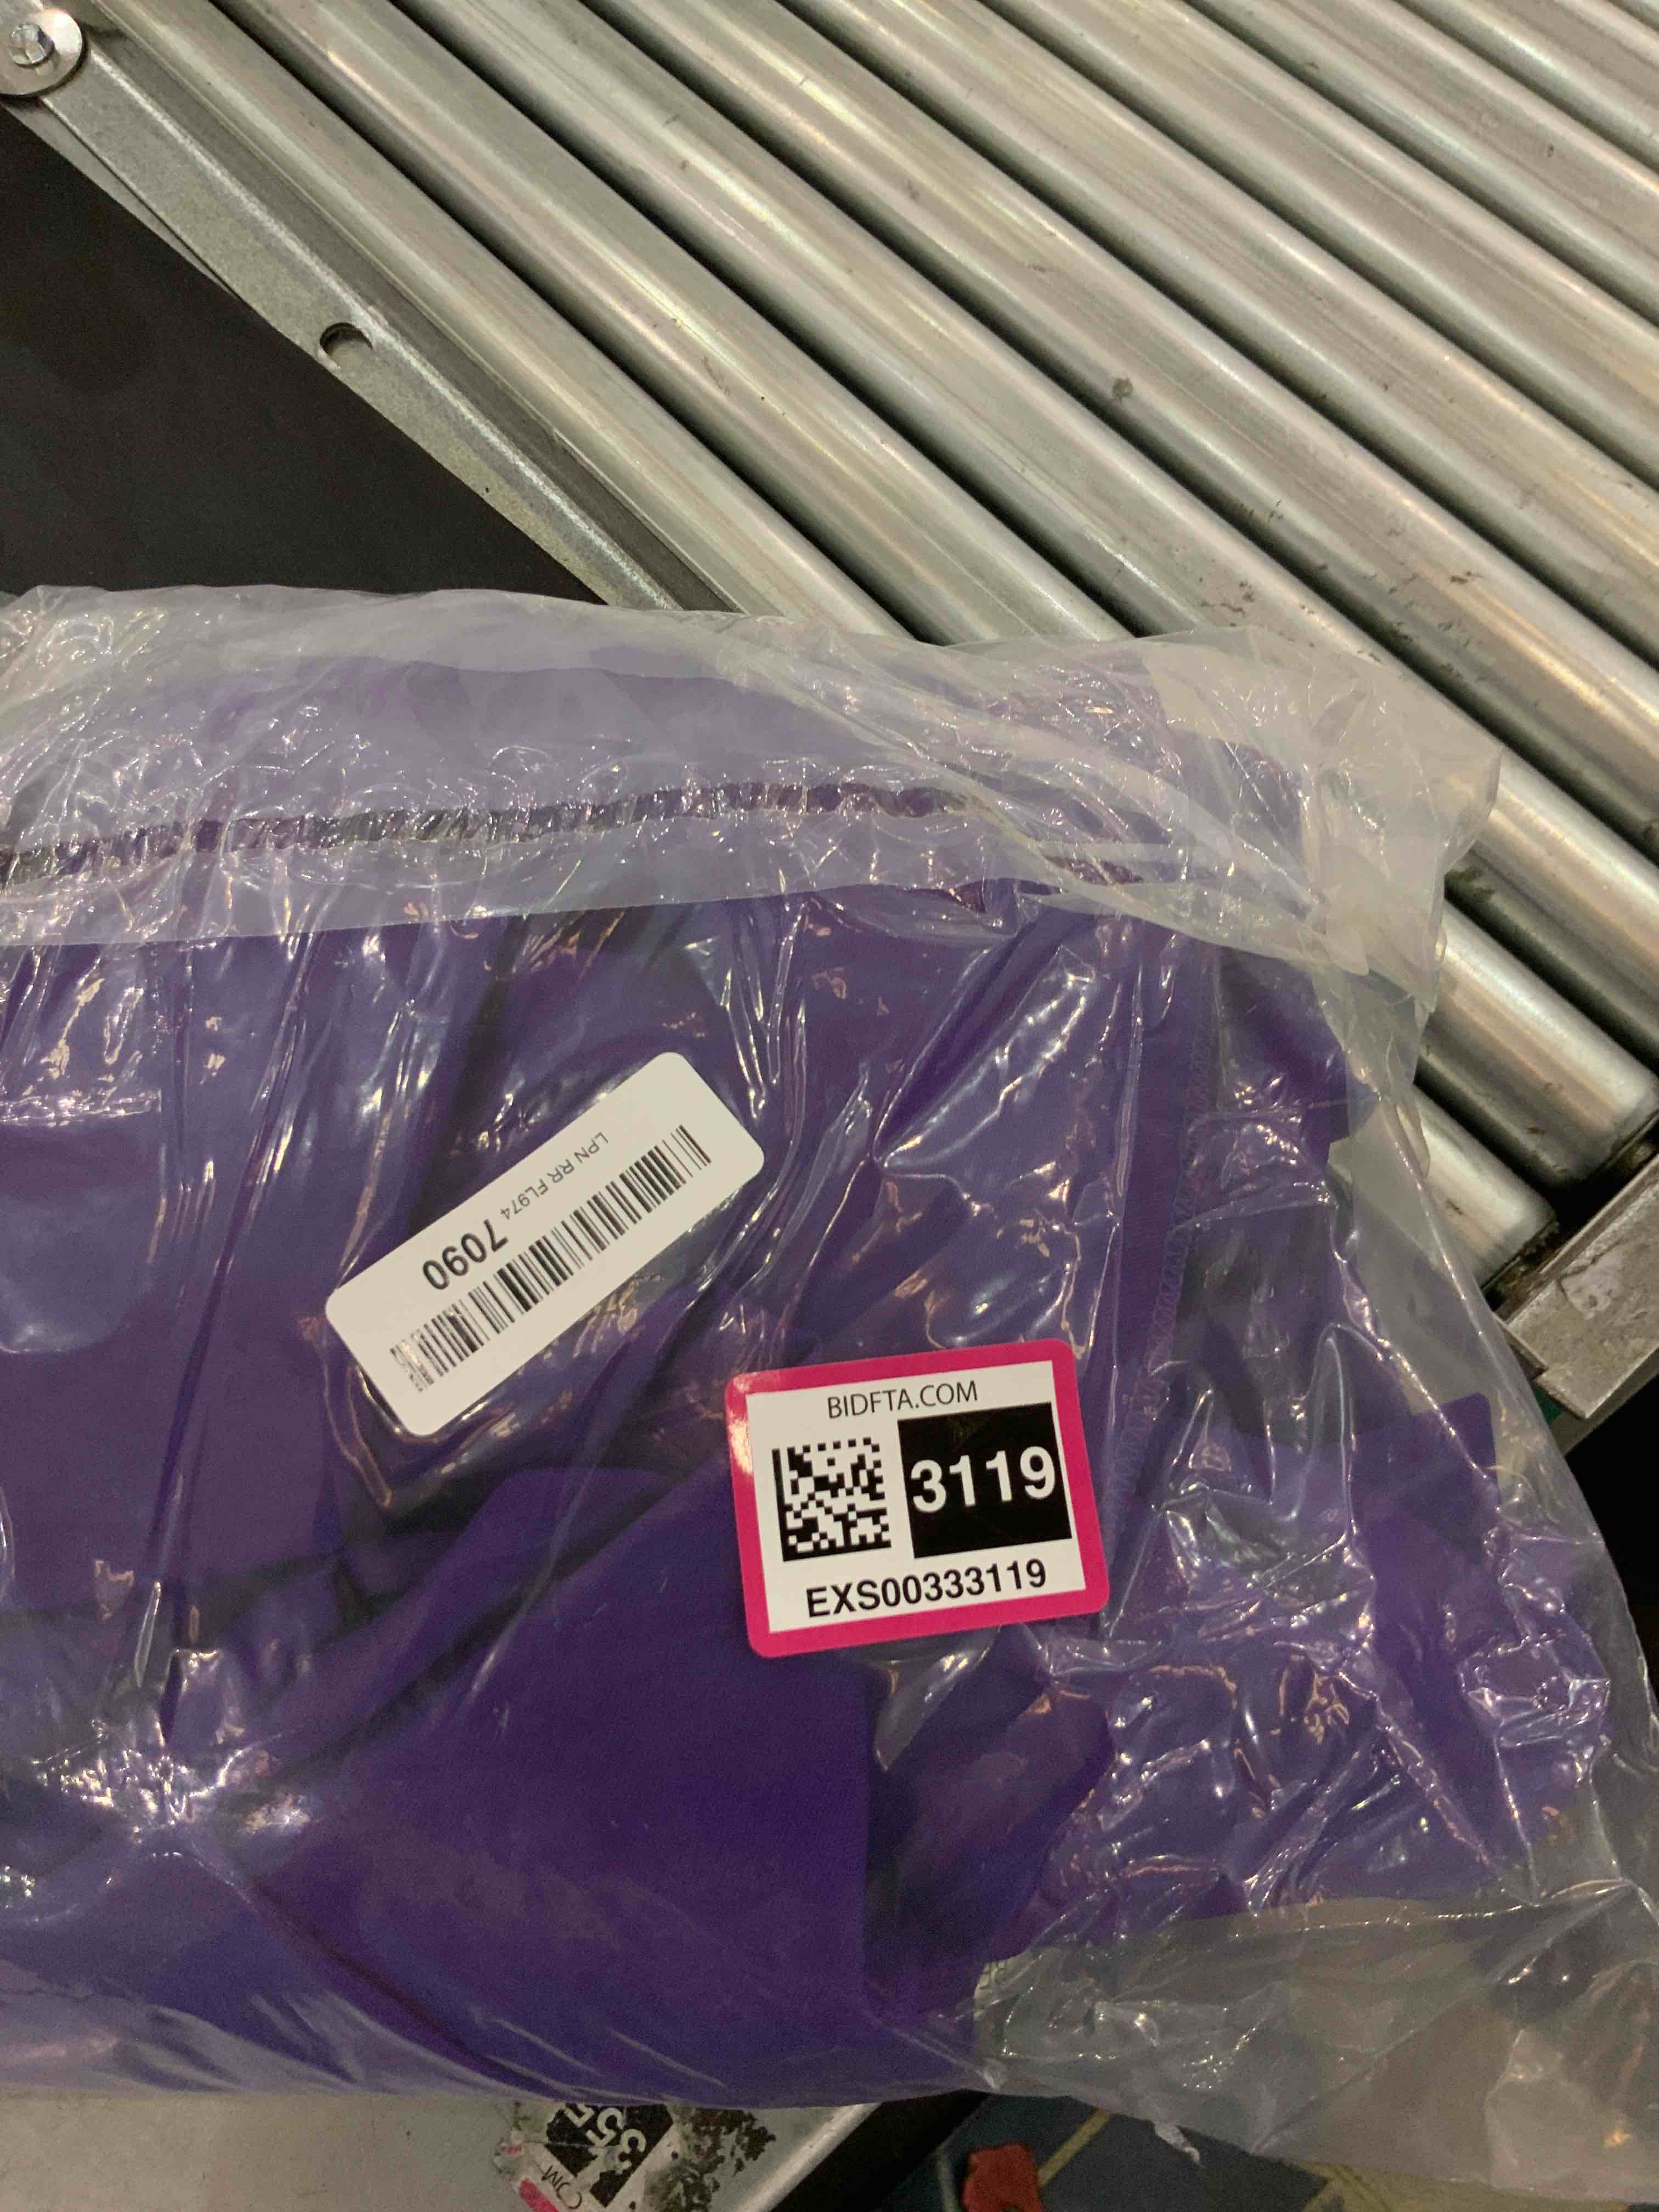 LPN RR FL974 7090
BIDFTA.COM
3119
EXS00333119